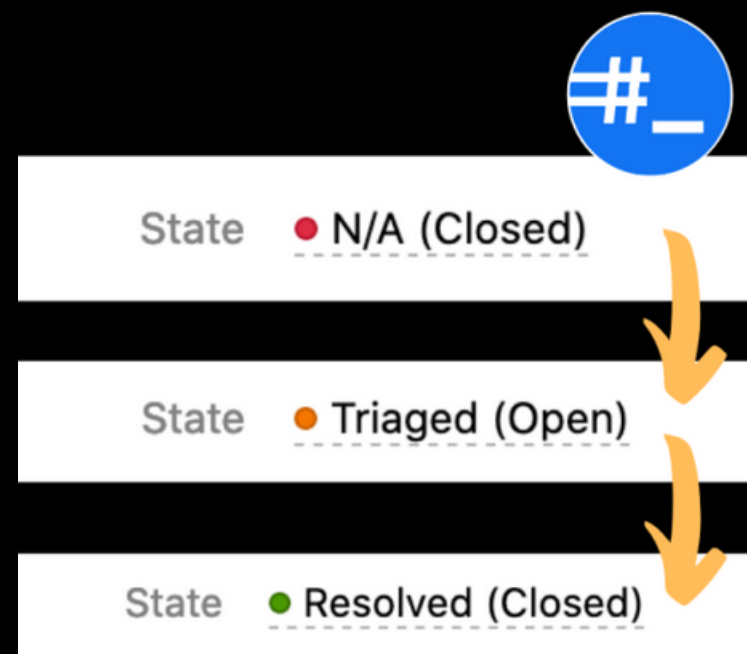 #_
State N/A (Closed)
State Triaged (Open)
State Resolved (Closed)